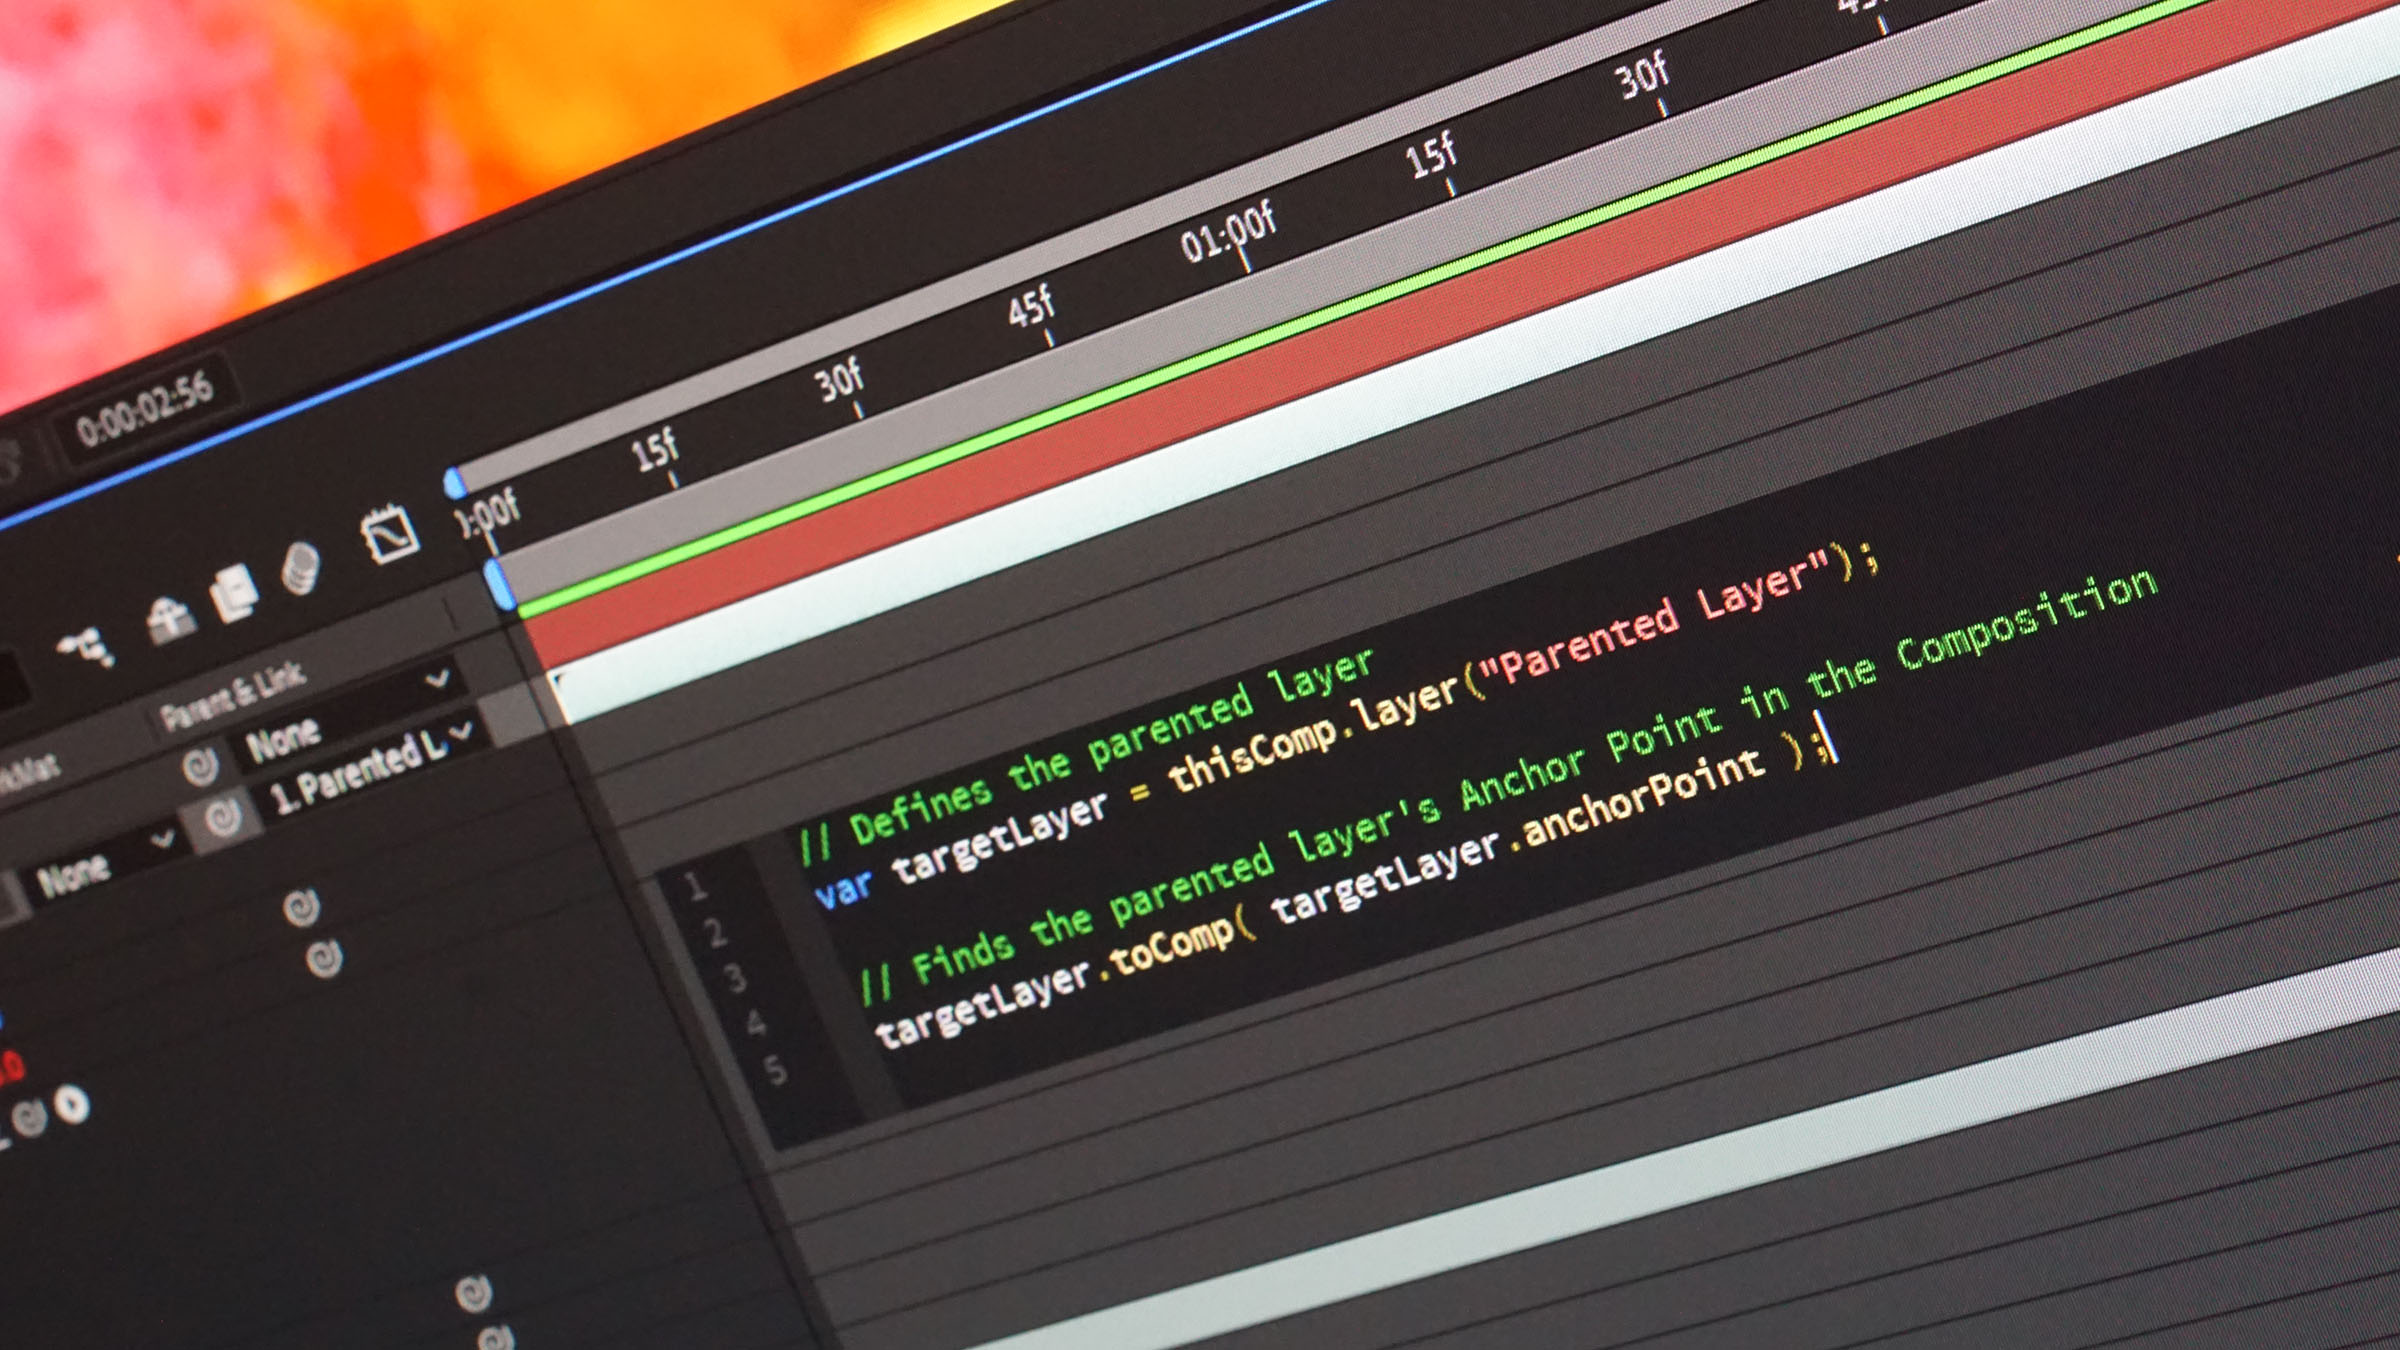 0:00:02:56
):00f 15f 30f 45f 01:00f 15f 30f
Parent & Link
None
1.Parented L
None
1
2
3
4
5
// Defines the parented layer
var targetLayer = thisComp.layer("Parented Layer");
// Finds the parented layer's Anchor Point in the Composition
targetLayer.toComp( targetLayer.anchorPoint );